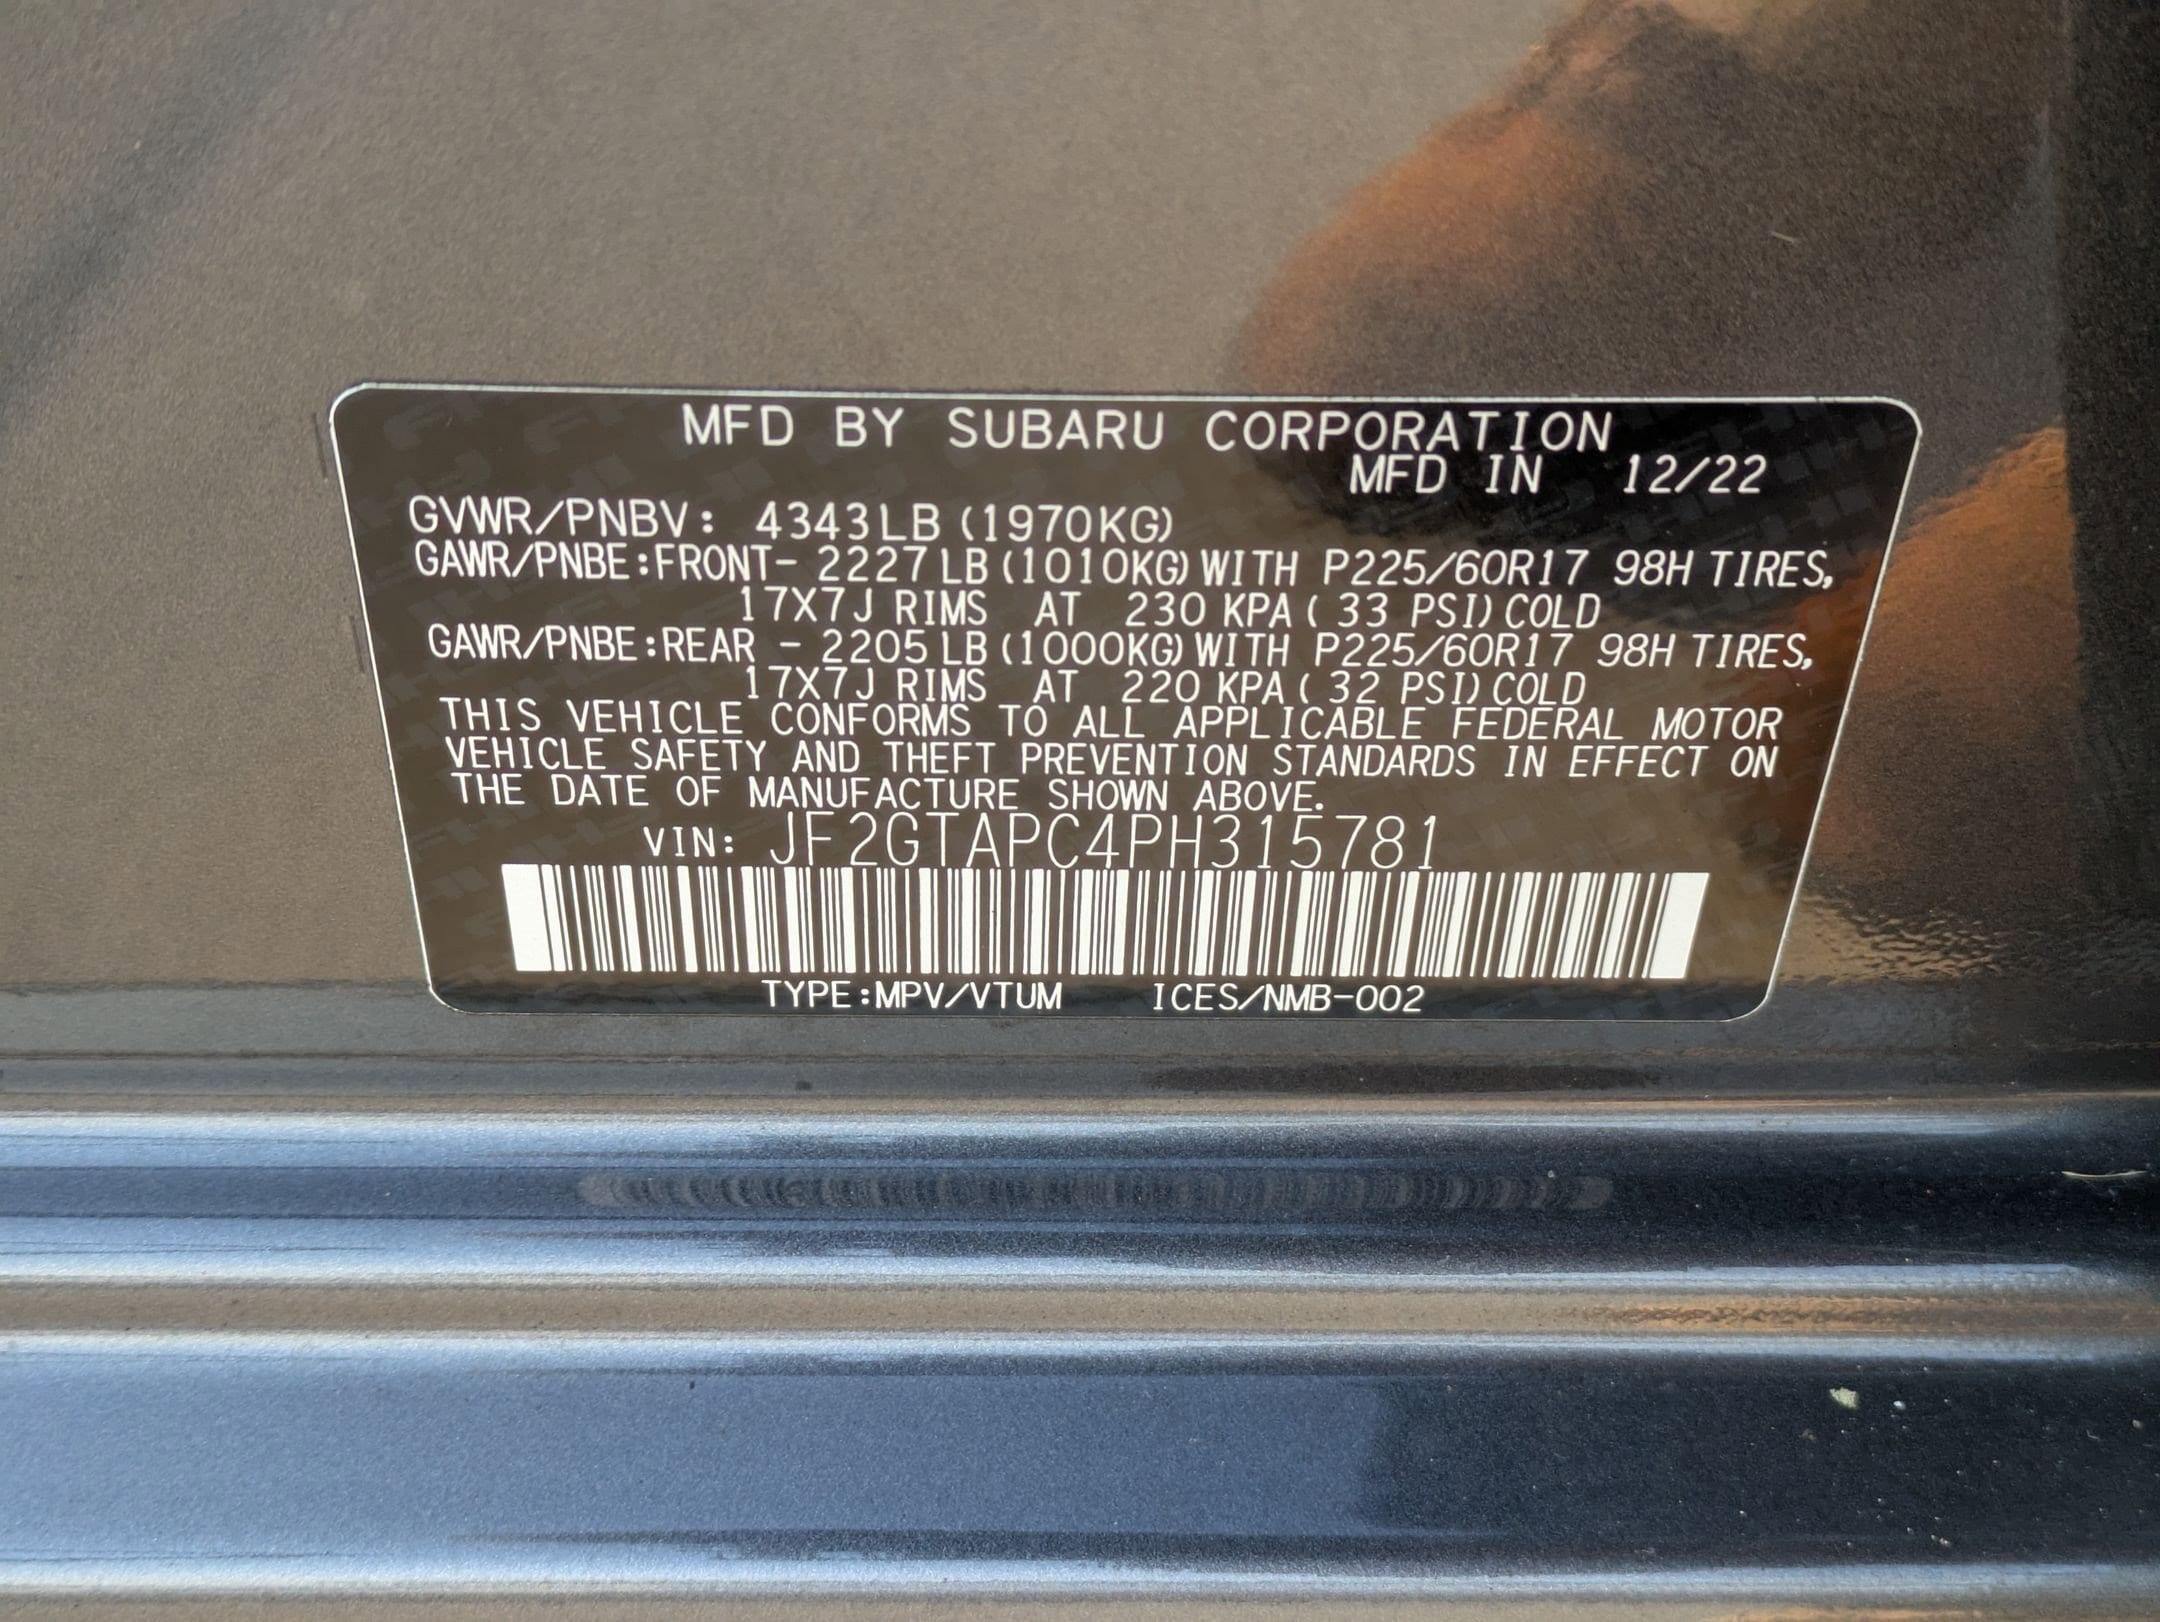 MFD BY SUBARU CORPORATION
MFD IN 12/22
GVWR/PNBV: 4343LB (1970KG)
GAWR/PNBE:FRONT- 2227LB (1010KG) WITH P225/60R17 98H TIRES,
17X7J RIMS AT 230 KPA ( 33 PSI) COLD
GAWR/PNBE:REAR - 2205LB (1000KG) WITH P225/60R17 98H TIRES,
17X7J RIMS AT 220 KPA ( 32 PSI) COLD
THIS VEHICLE CONFORMS TO ALL APPLICABLE FEDERAL MOTOR
VEHICLE SAFETY AND THEFT PREVENTION STANDARDS IN EFFECT ON
THE DATE OF MANUFACTURE SHOWN ABOVE.
VIN: JF2GTAPC4PH315781
TYPE:MPV/VTUM ICES/NMB-002